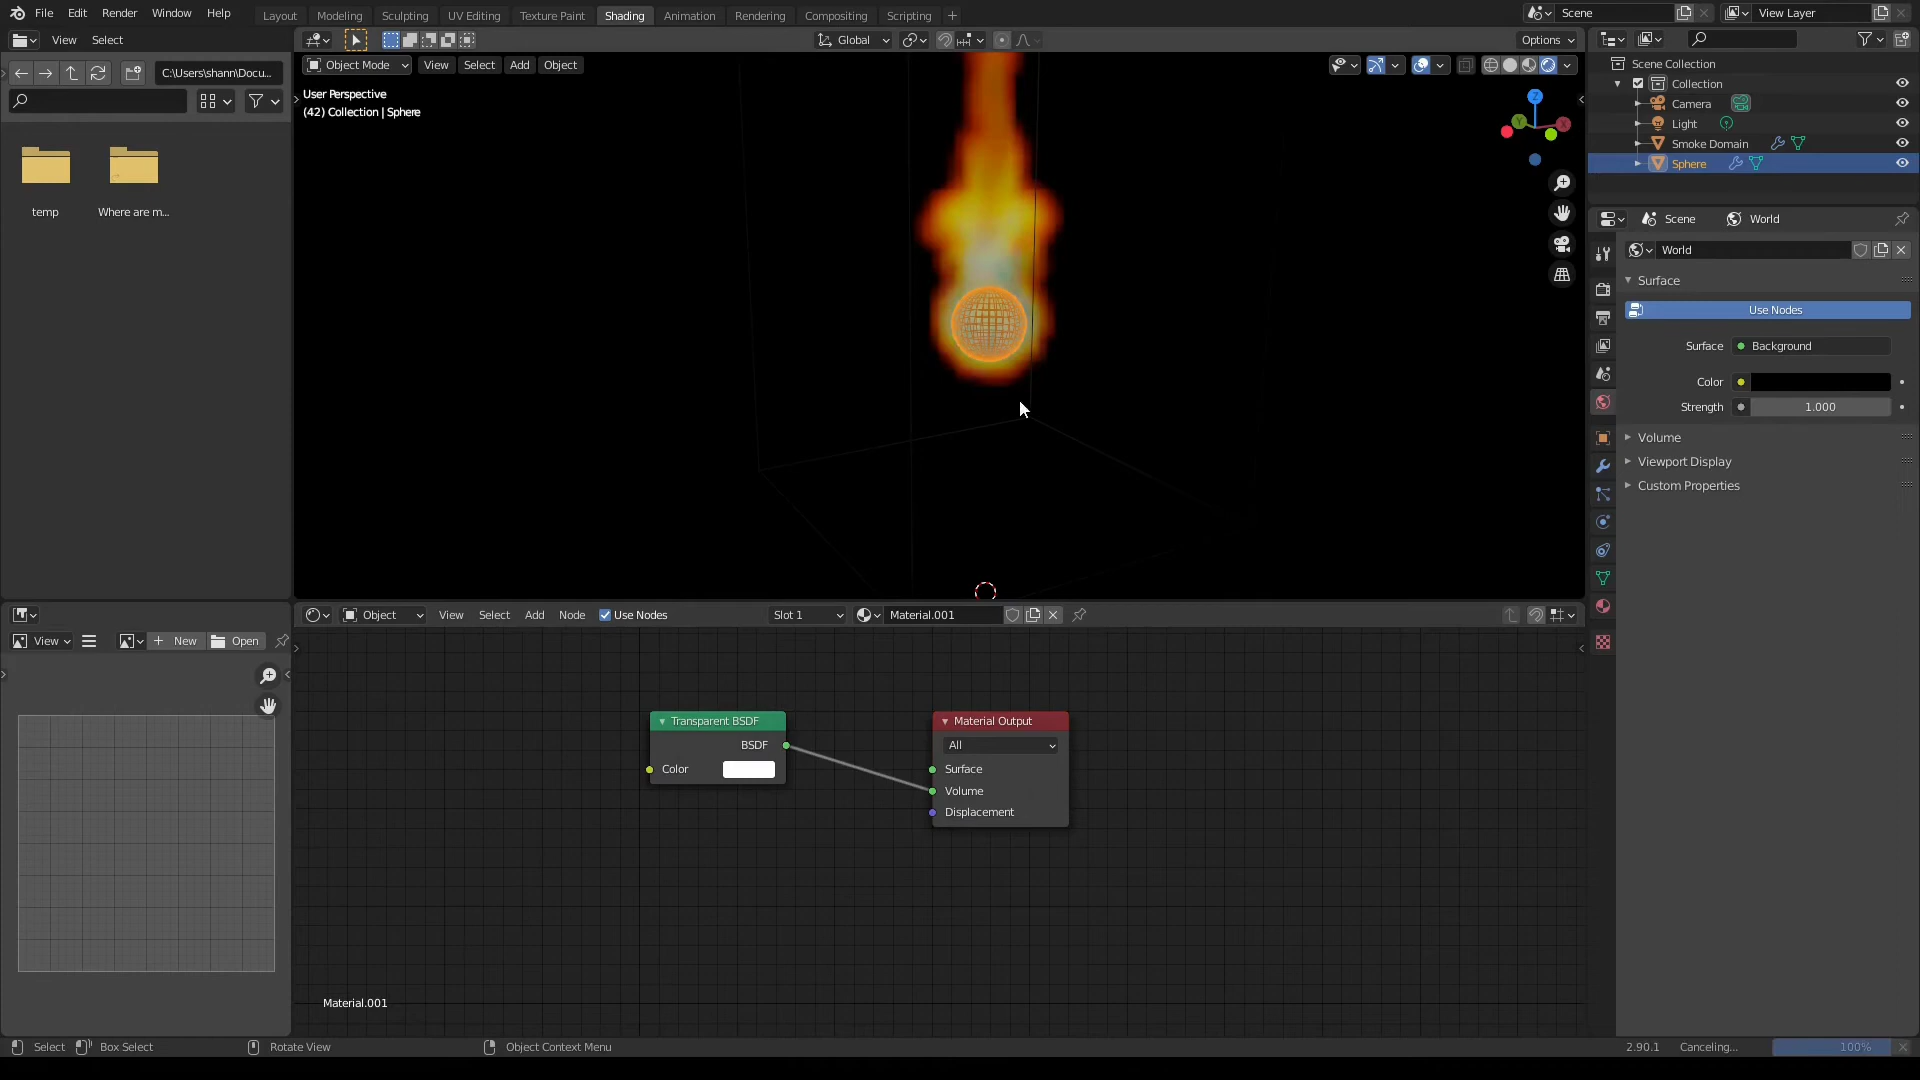 File Edit Render Window Help Layout Modeling Sculpting UV Editing Texture Paint Shading Animation Rendering Compositing Scripting + Scene View Layer
View Select Global Options
C:\Users\shann\Docu... Object Mode View Select Add Object
User Perspective
(42) Collection | Sphere
temp
Where are m...
Z
Y
X
Scene Collection
Collection
Camera
Light
Smoke Domain
Sphere
Scene World
World
Surface
Use Nodes
Surface Background
Color
Strength 1.000
Volume
Viewport Display
Custom Properties
Object View Select Add Node Use Nodes Slot 1 Material.001
View New Open
Transparent BSDF
BSDF
Color
Material Output
All
Surface
Volume
Displacement
Material.001
Select Box Select Rotate View Object Context Menu 2.90.1 Canceling... 100%